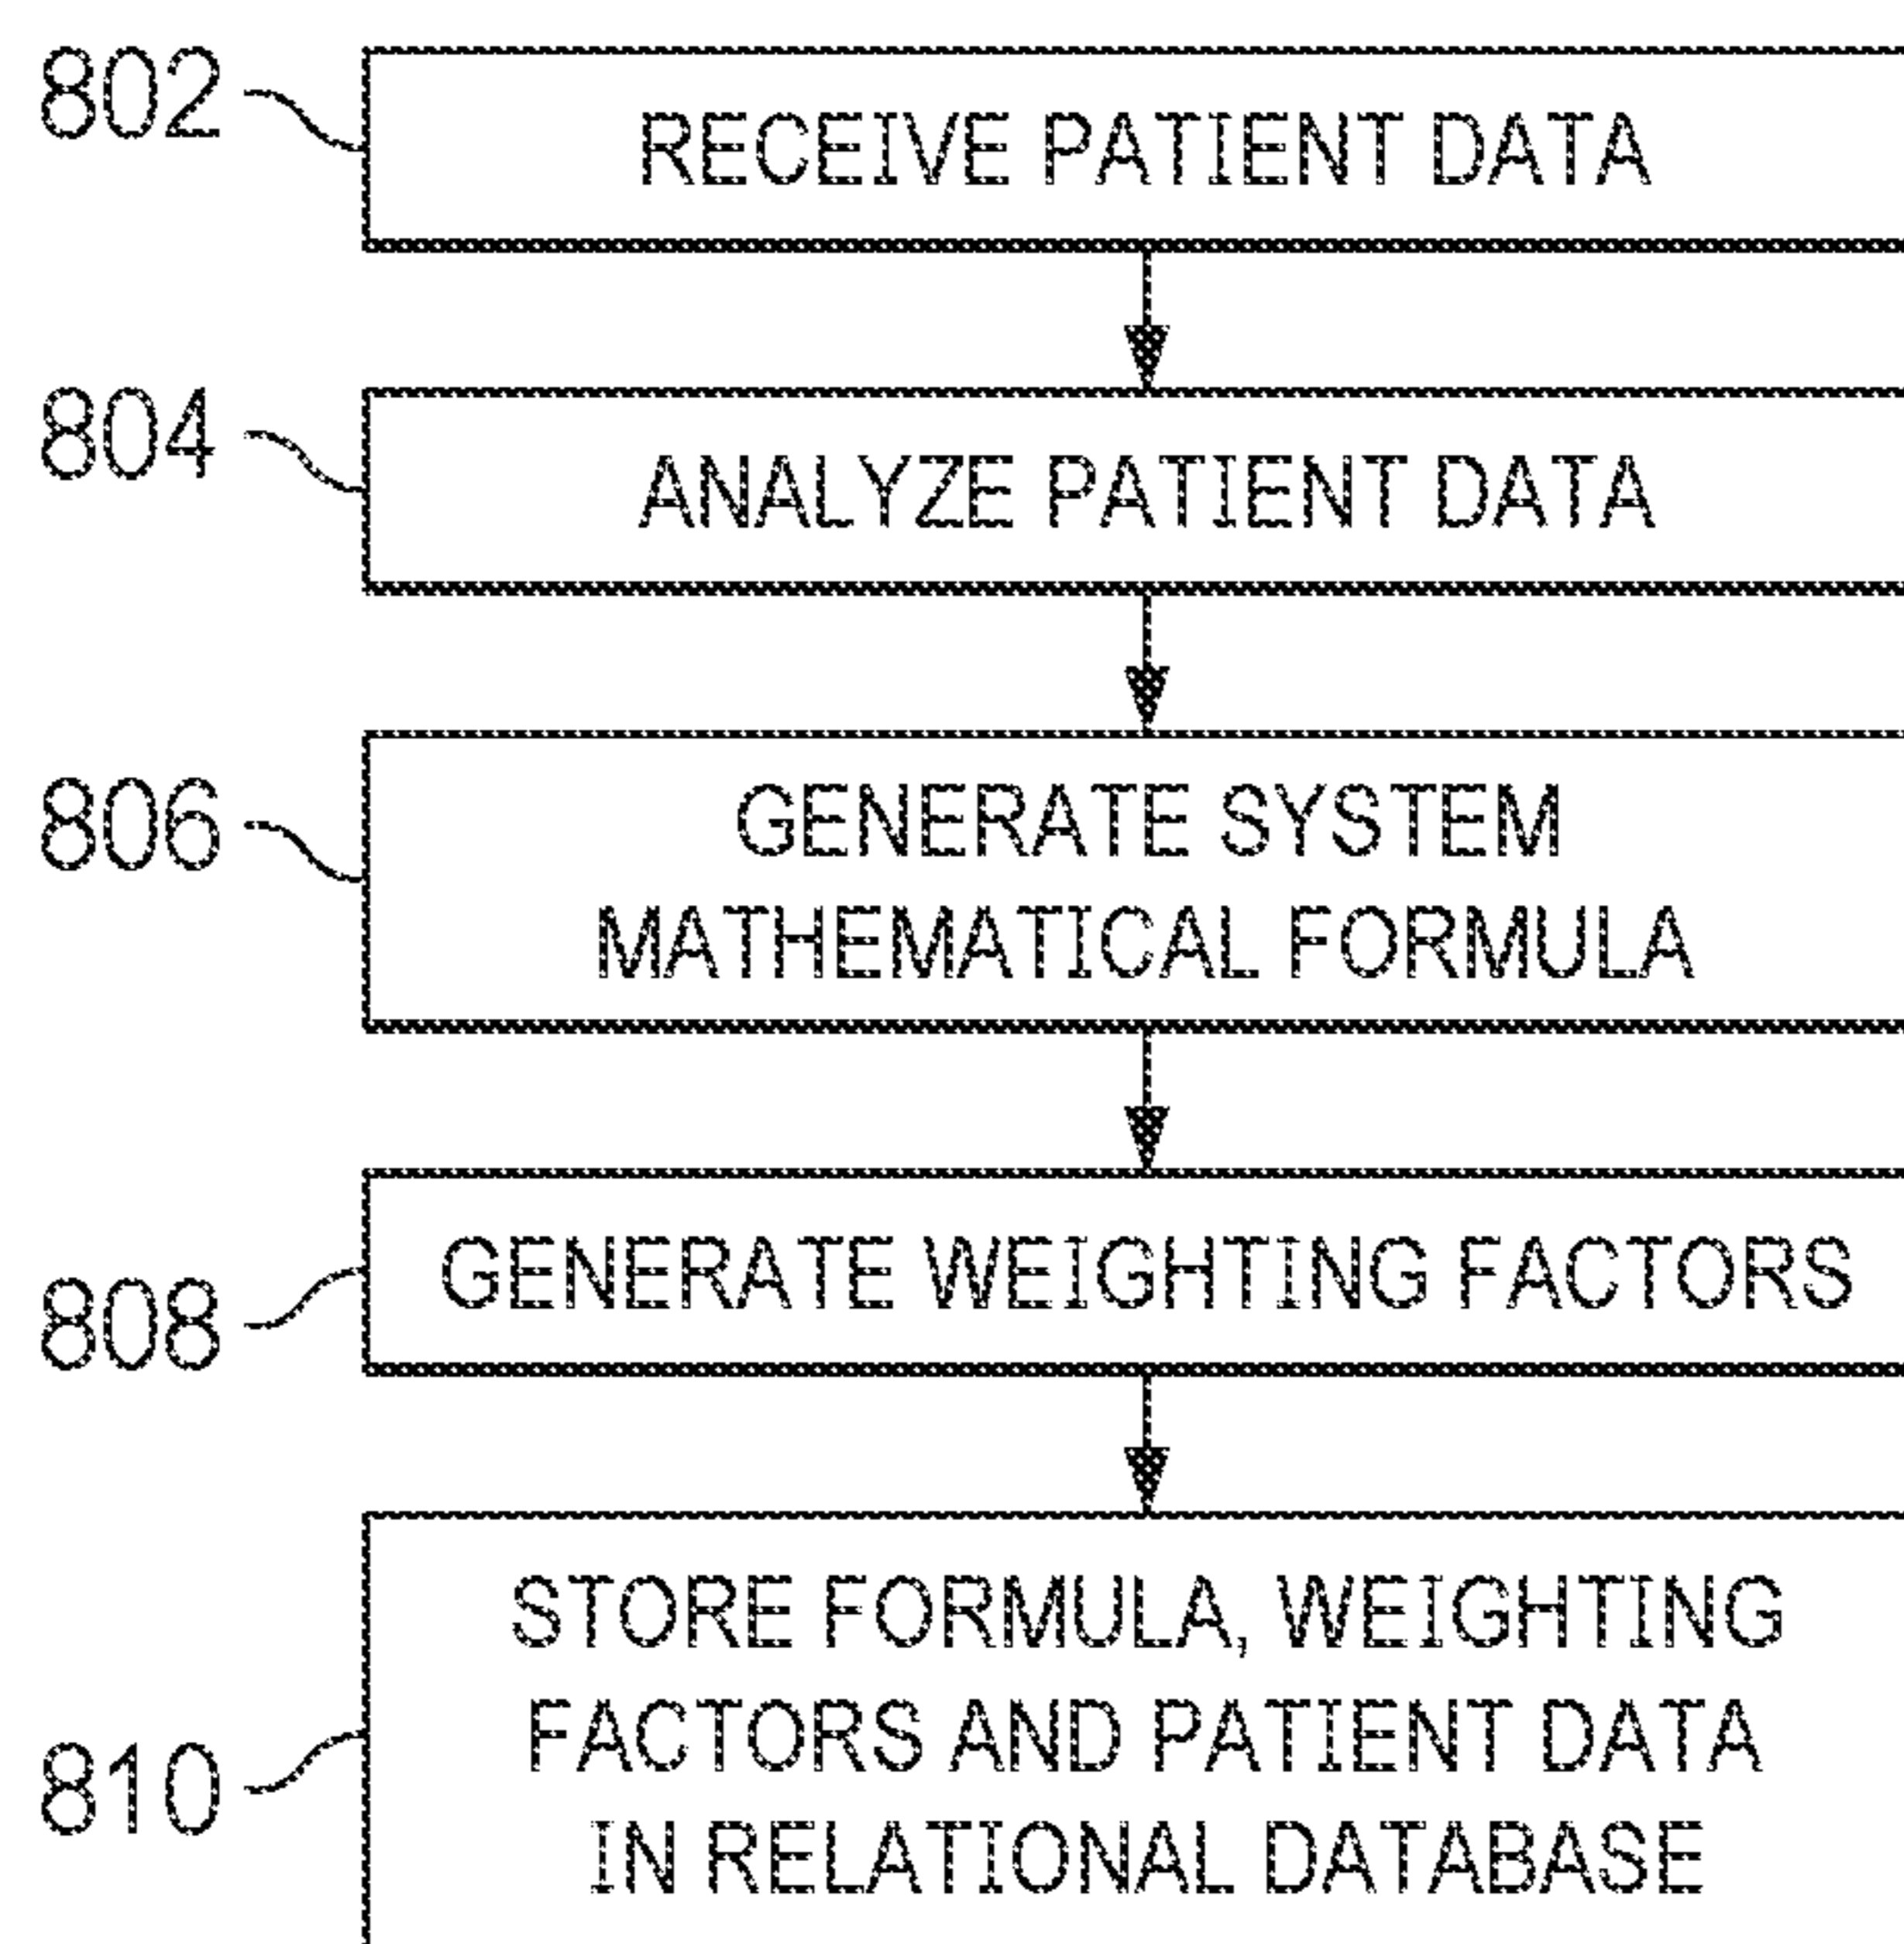 802
RECEIVE PATIENT DATA
804
ANALYZE PATIENT DATA
806
GENERATE SYSTEM
MATHEMATICAL FORMULA
808
GENERATE WEIGHTING FACTORS
810
STORE FORMULA, WEIGHTING
FACTORS AND PATIENT DATA
IN RELATIONAL DATABASE